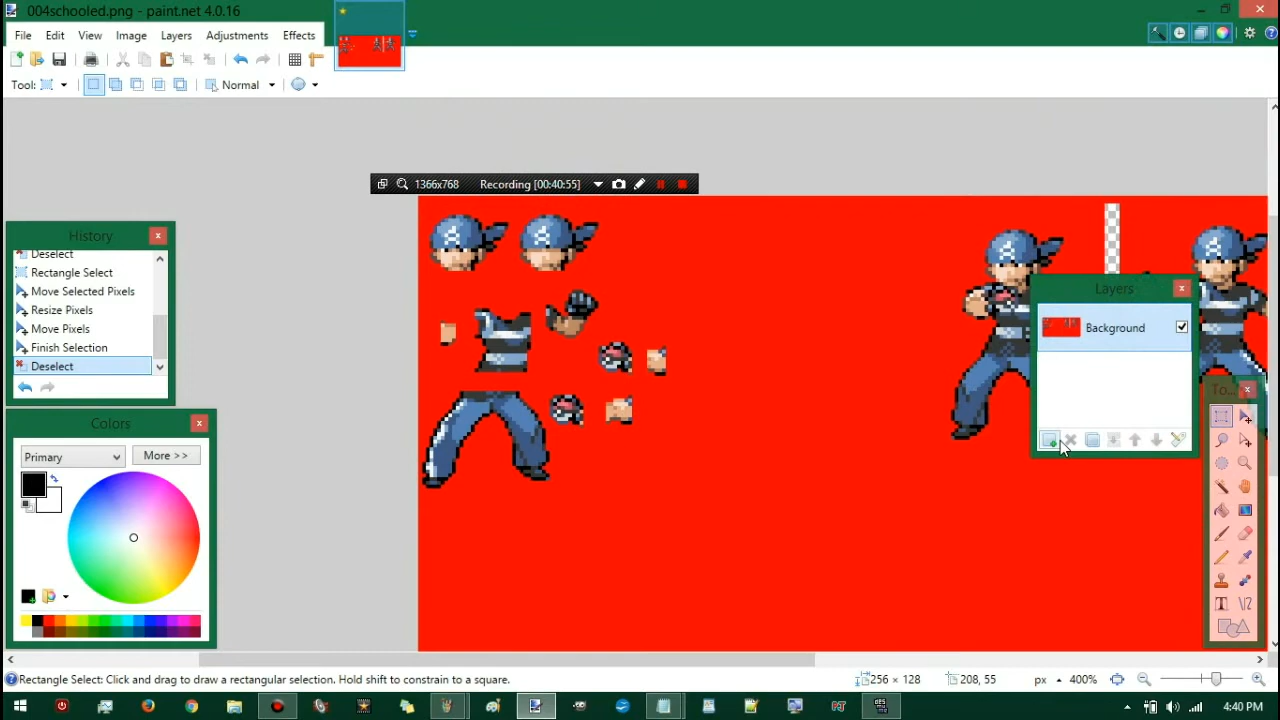 004schooled.png - paint.net 4.0.16
File Edit View Image Layers Adjustments Effects
Tool: Normal
1366x768 Recording [00:40:55]
History
Deselect
Rectangle Select
Move Selected Pixels
Resize Pixels
Move Pixels
Finish Selection
Deselect
Layers
Background
To...
Colors
Primary More >>
Rectangle Select: Click and drag to draw a rectangular selection. Hold shift to constrain to a square. 256 × 128 208, 55 px 400%
4:40 PM